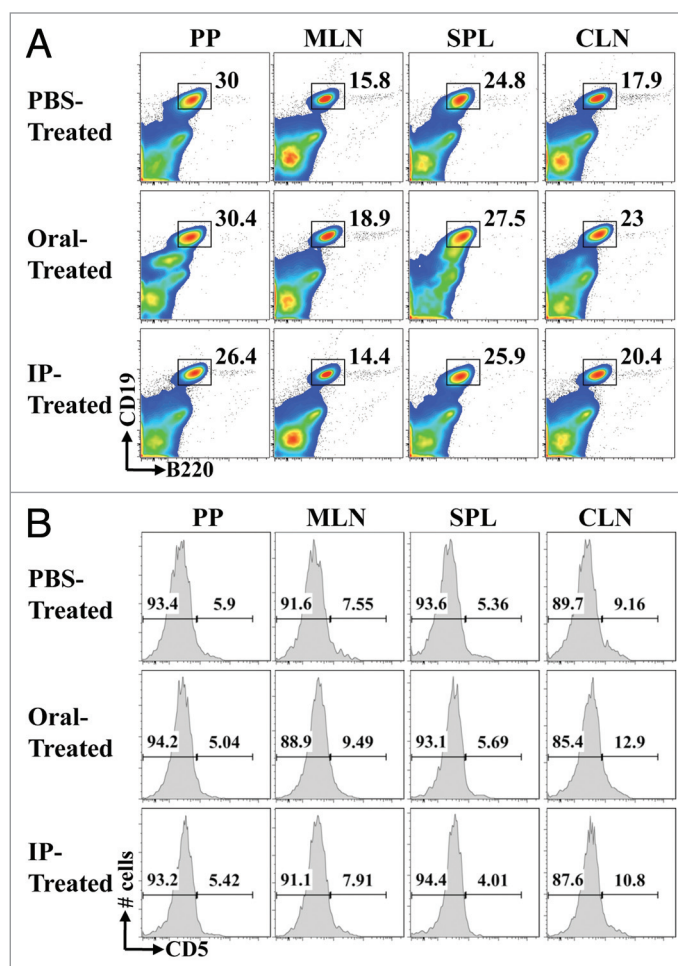 A
PP MLN SPL CLN
PBS-
Treated
30 15.8 24.8 17.9
Oral-
Treated
30.4 18.9 27.5 23
IP-
Treated
26.4 14.4 25.9 20.4
CD19
B220
B
PP MLN SPL CLN
PBS-
Treated
93.4 5.9 91.6 7.55 93.6 5.36 89.7 9.16
Oral-
Treated
94.2 5.04 88.9 9.49 93.1 5.69 85.4 12.9
IP-
Treated
93.2 5.42 91.1 7.91 94.4 4.01 87.6 10.8
# cells
CD5